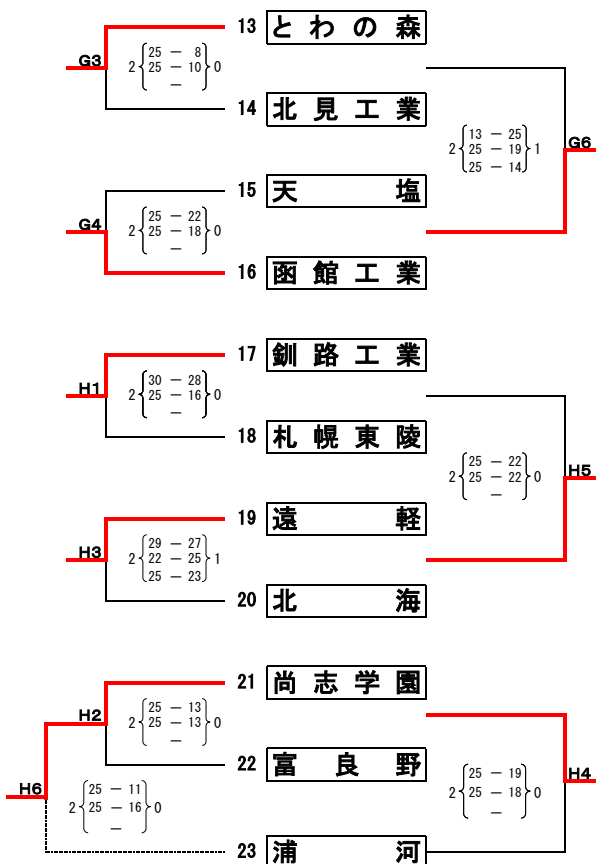 13 とわの森
G3 2 25 － 8 0
25 － 10
－
14 北見工業
2 13 － 25 1 G6
25 － 19
25 － 14
15 天塩
G4 2 25 － 22 0
25 － 18
－
16 函館工業
17 釧路工業
H1 2 30 － 28 0
25 － 16
－
18 札幌東陵
2 25 － 22 0 H5
25 － 22
－
19 遠軽
H3 2 29 － 27 1
22 － 25
25 － 23
20 北海
21 尚志学園
H2 2 25 － 13 0
25 － 13
－
22 富良野
H6 2 25 － 11 0
25 － 16
－
2 25 － 19 0 H4
25 － 18
－
23 浦河